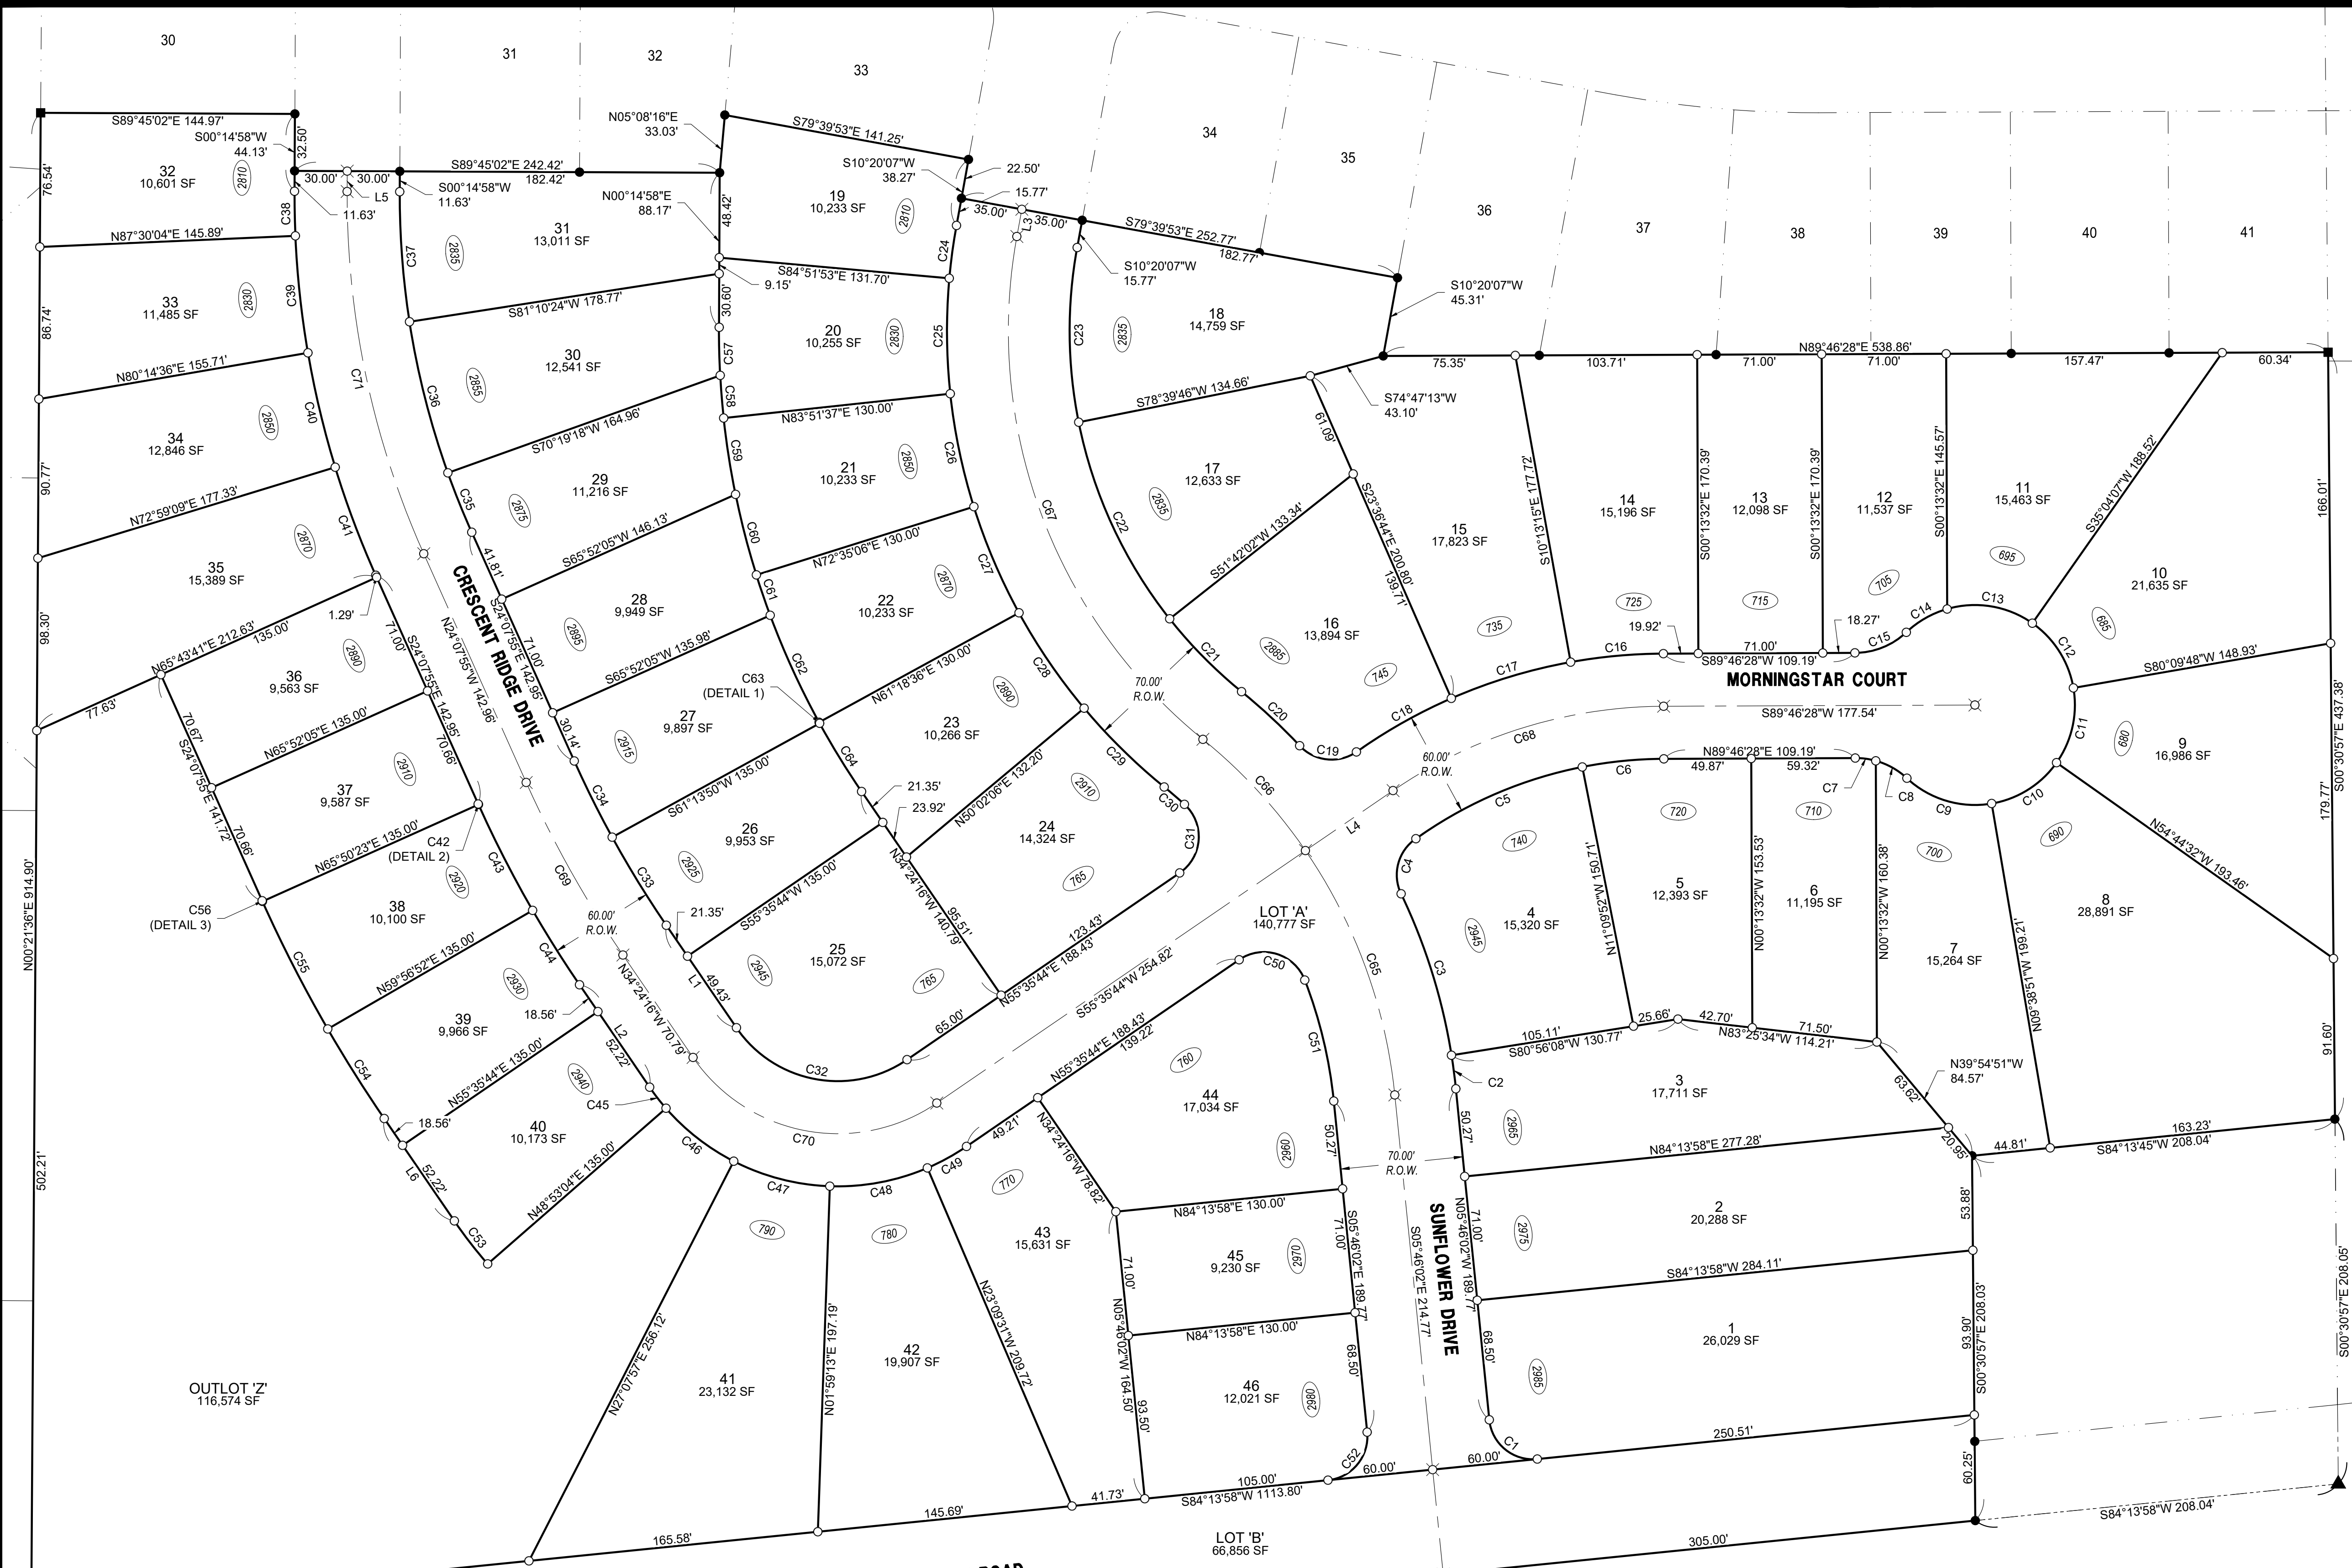 30
31
32
33
34
35
36
37
38
39
40
41
S89°45'02"E 144.97'
S00°14'58"W
44.13'
32.50'
76.54'
32
10,601 SF
2810
30.00'
30.00'
L5
11.63'
C38
S89°45'02"E 242.42'
182.42'
S00°14'58"W
11.63'
N05°08'16"E
33.03'
S79°39'53"E 141.25'
S10°20'07"W
38.27'
22.50'
15.77'
35.00'
35.00'
L3
N00°14'58"E
88.17'
48.42'
19
10,233 SF
2810
C24
31
13,011 SF
2835
C37
N87°30'04"E 145.89'
S84°51'53"E 131.70'
9.15'
30.60'
S81°10'24"W 178.77'
S79°39'53"E 252.77'
182.77'
S10°20'07"W
15.77'
S10°20'07"W
45.31'
18
14,759 SF
2835
C23
33
11,485 SF
2830
C39
86.74'
20
10,255 SF
2830
C25
30
12,541 SF
2855
C36
C57
C58
C71
N80°14'36"E 155.71'
S70°19'18"W 164.96'
N83°51'37"E 130.00'
S78°39'46"W 134.66'
S74°47'13"W
43.10'
75.35'
103.71'
71.00'
N89°46'28"E 538.86'
71.00'
157.47'
60.34'
34
12,846 SF
2850
C40
90.77'
29
11,216 SF
2875
C35
C59
21
10,233 SF
2850
C26
17
12,633 SF
2835
C22
61.09'
S51°42'02"W 133.34'
S23°36'44"E 200.80'
139.71'
15
17,823 SF
735
S10°13'15"E 177.72'
14
15,196 SF
725
S00°13'32"E 170.39'
13
12,098 SF
715
S00°13'32"E 170.39'
12
11,537 SF
705
S00°13'32"E 145.57'
11
15,463 SF
695
S35°04'07"W 188.52'
10
21,635 SF
685
166.01'
N72°59'09"E 177.33'
C41
35
15,389 SF
2870
98.30'
41.81'
S65°52'05"W 146.13'
C60
N72°35'06"E 130.00'
C27
C67
C61
28
9,949 SF
2895
22
10,233 SF
2870
CRESCENT RIDGE DRIVE
S24°07'55"E 142.95'
71.00'
N24°07'55"W 142.96'
1.29'
N65°43'41"E 212.63'
135.00'
77.63'
71.00'
S24°07'55"E 142.95'
70.66'
36
9,563 SF
2890
70.67'
S24°07'55"E 141.72'
70.66'
N65°52'05"E 135.00'
S65°52'05"W 135.98'
C62
C63
(DETAIL 1)
N61°18'36"E 130.00'
C28
16
13,894 SF
2885
745
C21
C20
C19
C18
C17
C16
19.92'
71.00'
S89°46'28"W 109.19'
18.27'
C15
C14
C13
C12
C11
S80°09'48"W 148.93'
70.00'
R.O.W.
MORNINGSTAR COURT
S89°46'28"W 177.54'
C68
60.00'
R.O.W.
27
9,897 SF
2915
30.14'
23
10,266 SF
2890
C64
S61°13'50"W 135.00'
C34
21.35'
23.92'
C29
N50°02'06"E 132.20'
2910
C30
C31
C66
L4
37
9,587 SF
2910
N65°50'23"E 135.00'
C42
(DETAIL 2)
C43
C69
N89°46'28"E 109.19'
49.87'
59.32'
C5
C6
C7
C8
C9
C10
C4
740
720
710
700
690
680
9
16,986 SF
179.77'
S00°30'57"E 437.38'
N54°44'32"W 193.46'
8
28,891 SF
91.60'
26
9,953 SF
2925
C33
24
14,324 SF
765
N34°24'16"W 140.79'
95.51'
123.43'
N55°35'44"E 188.43'
65.00'
S55°35'44"W 135.00'
C56
(DETAIL 3)
38
10,100 SF
2920
60.00'
R.O.W.
C44
21.35'
L1
49.43'
25
15,072 SF
2945
765
LOT 'A'
140,777 SF
S55°35'44"W 254.82'
C65
4
15,320 SF
2945
C3
N11°09'52"W 150.71'
5
12,393 SF
N00°13'32"W 153.53'
6
11,195 SF
N00°13'32"W 160.38'
7
15,264 SF
N09°38'51"W 199.21'
N00°21'36"E 914.90'
502.21'
C55
N59°56'52"E 135.00'
2930
39
9,966 SF
18.56'
L2
52.22'
N34°24'16"W 70.79'
C50
C51
C32
105.11'
S80°56'08"W 130.77'
25.66'
42.70'
71.50'
N83°25'34"W 114.21'
N39°54'51"W
84.57'
63.62'
C54
N55°35'44"E 135.00'
2940
C45
18.56'
40
10,173 SF
L6
52.22'
C53
N48°53'04"E 135.00'
C46
C70
C47
C48
C49
49.21'
N55°35'44"E 188.43'
139.22'
760
44
17,034 SF
2960
50.27'
70.00'
R.O.W.
C2
50.27'
3
17,711 SF
2965
N84°13'58"E 277.28'
20.95'
44.81'
163.23'
S84°13'45"W 208.04'
790
780
770
N34°24'16"W 78.82'
43
15,631 SF
N84°13'58"E 130.00'
71.00'
S05°46'02"E 189.77'
SUNFLOWER DRIVE
S05°46'02"E 214.77'
N05°46'02"W 189.77'
71.00'
2
20,288 SF
2975
53.88'
S84°13'58"W 284.11'
71.00'
N05°46'02"W 164.50'
45
9,230 SF
2970
N84°13'58"E 130.00'
68.50'
68.50'
1
26,029 SF
2985
93.90'
S00°30'57"E 208.03'
S00°30'57"E 208.05'
OUTLOT 'Z'
116,574 SF
N27°07'57"E 256.12'
41
23,132 SF
N01°59'13"E 197.19'
42
19,907 SF
N23°09'31"W 209.72'
46
12,021 SF
2980
93.50'
C52
C1
60.00'
60.00'
250.51'
60.25'
105.00'
S84°13'58"W 1113.80'
41.73'
145.69'
165.58'
LOT 'B'
66,856 SF
305.00'
S84°13'58"W 208.04'